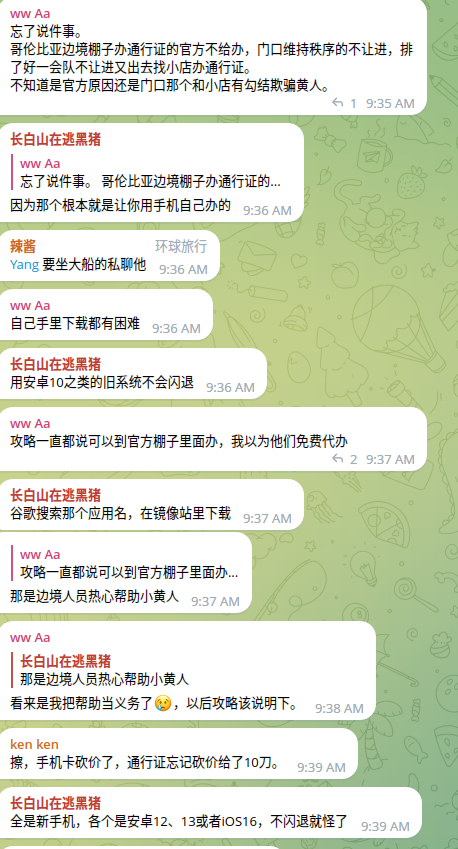 ww Aa
忘了说件事。
哥伦比亚边境棚子办通行证的官方不给办，门口维持秩序的不让进，排
了好一会队不让进又出去找小店办通行证。
不知道是官方原因还是门口那个和小店有勾结欺骗黄人。
1 9:35 AM
长白山在逃黑猪
ww Aa
忘了说件事。 哥伦比亚边境棚子办通行证的...
因为那个根本就是让你用手机自己办的 9:36 AM
辣酱 环球旅行
Yang 要坐大船的私聊他 9:36 AM
ww Aa
自己手里下载都有困难 9:36 AM
长白山在逃黑猪
用安卓10之类的旧系统不会闪退 9:36 AM
ww Aa
攻略一直都说可以到官方棚子里面办，我以为他们免费代办
2 9:37 AM
长白山在逃黑猪
谷歌搜索那个应用名，在镜像站里下载 9:37 AM
ww Aa
攻略一直都说可以到官方棚子里面办...
那是边境人员热心帮助小黄人 9:37 AM
ww Aa
长白山在逃黑猪
那是边境人员热心帮助小黄人
看来是我把帮助当义务了😢，以后攻略该说明下。 9:38 AM
ken ken
擦，手机卡砍价了，通行证忘记砍价给了10刀。 9:39 AM
长白山在逃黑猪
全是新手机，各个是安卓12、13或者IOS16，不闪退就怪了 9:39 AM